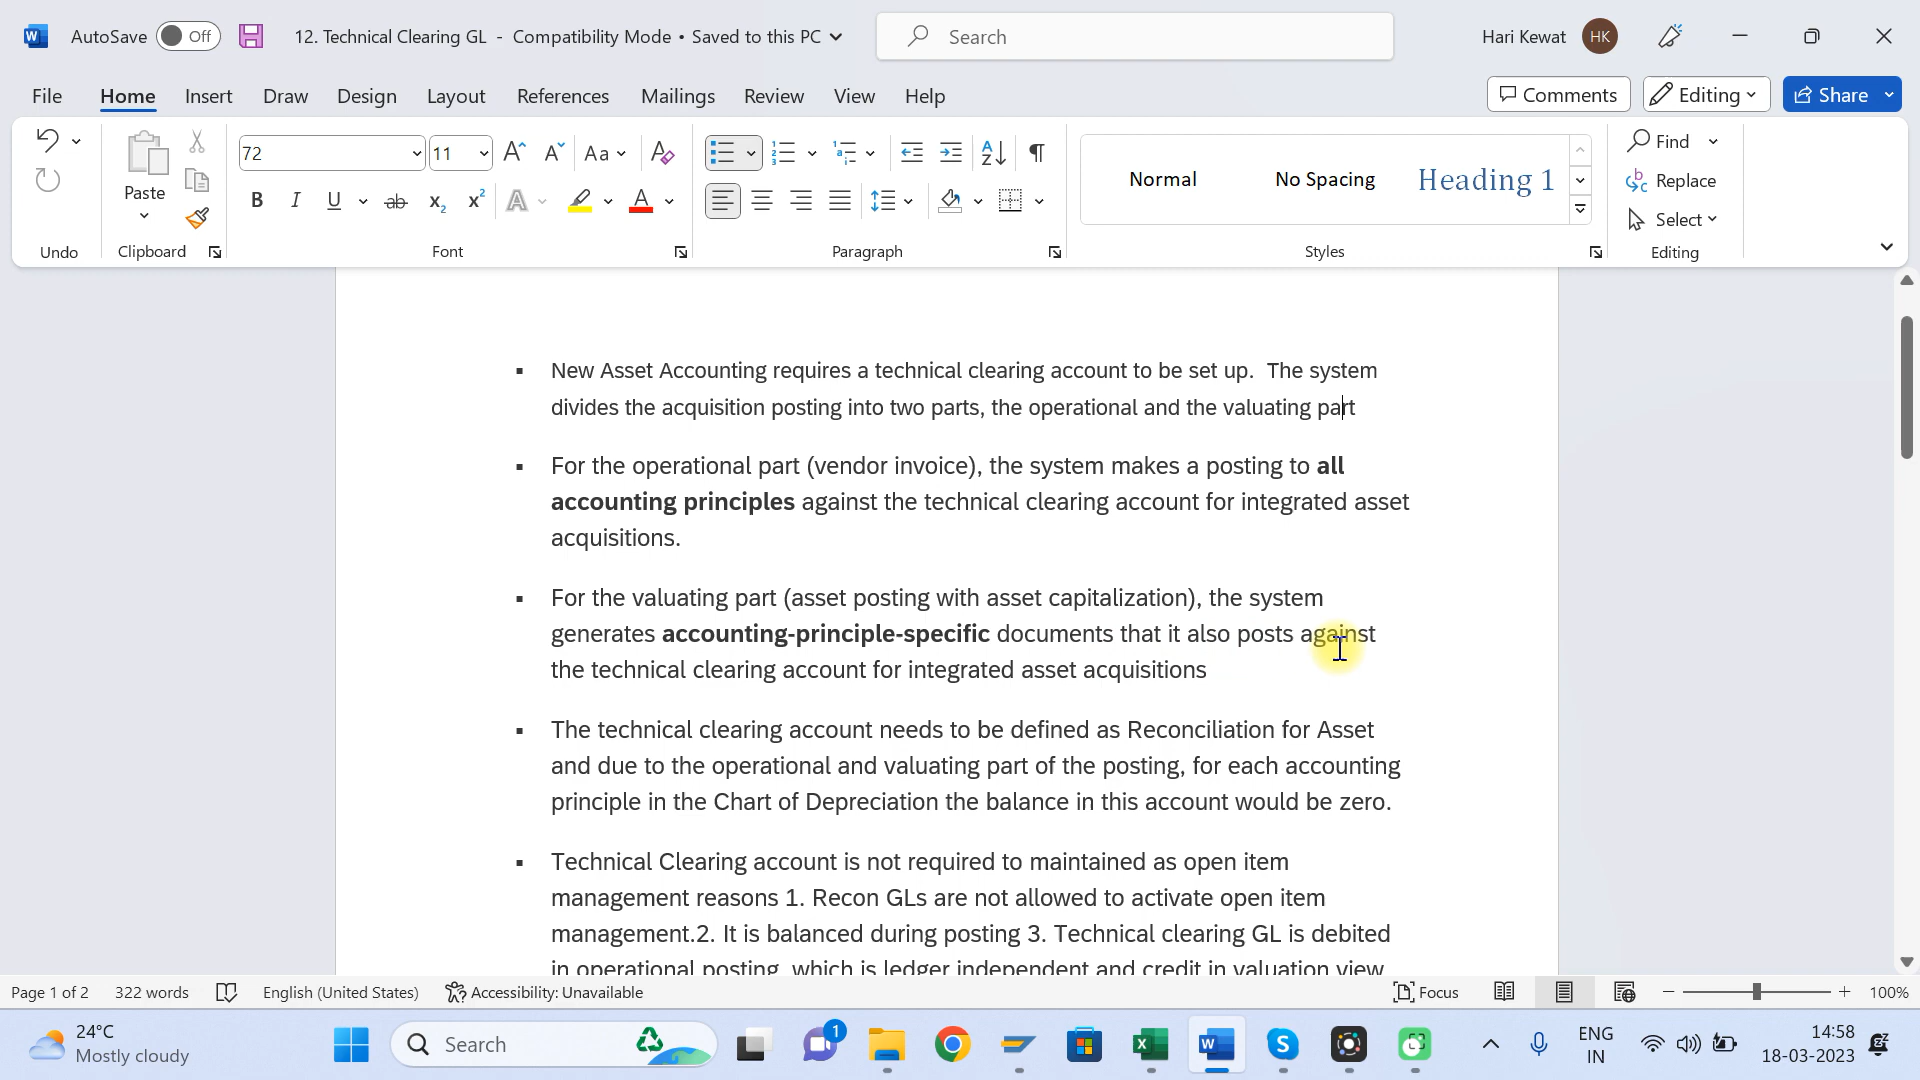 AutoSave Off 12. Technical Clearing GL - Compatibility Mode • Saved to this PC Search Hari Kewat HK
File Home Insert Draw Design Layout References Mailings Review View Help Comments Editing Share
72 11 Aa
Paste
B I U ab x₂ x² A A
Normal No Spacing Heading 1
Find
Replace
Select
Undo Clipboard Font Paragraph Styles Editing
▪ New Asset Accounting requires a technical clearing account to be set up.  The system
divides the acquisition posting into two parts, the operational and the valuating part
▪ For the operational part (vendor invoice), the system makes a posting to all
accounting principles against the technical clearing account for integrated asset
acquisitions.
▪ For the valuating part (asset posting with asset capitalization), the system
generates accounting-principle-specific documents that it also posts against
the technical clearing account for integrated asset acquisitions
▪ The technical clearing account needs to be defined as Reconciliation for Asset
and due to the operational and valuating part of the posting, for each accounting
principle in the Chart of Depreciation the balance in this account would be zero.
▪ Technical Clearing account is not required to maintained as open item
management reasons 1. Recon GLs are not allowed to activate open item
management.2. It is balanced during posting 3. Technical clearing GL is debited
in operational posting, which is ledger independent and credit in valuation view
Page 1 of 2 322 words English (United States) Accessibility: Unavailable Focus 100%
24°C
Mostly cloudy
Search
1
ENG
IN
14:58
18-03-2023